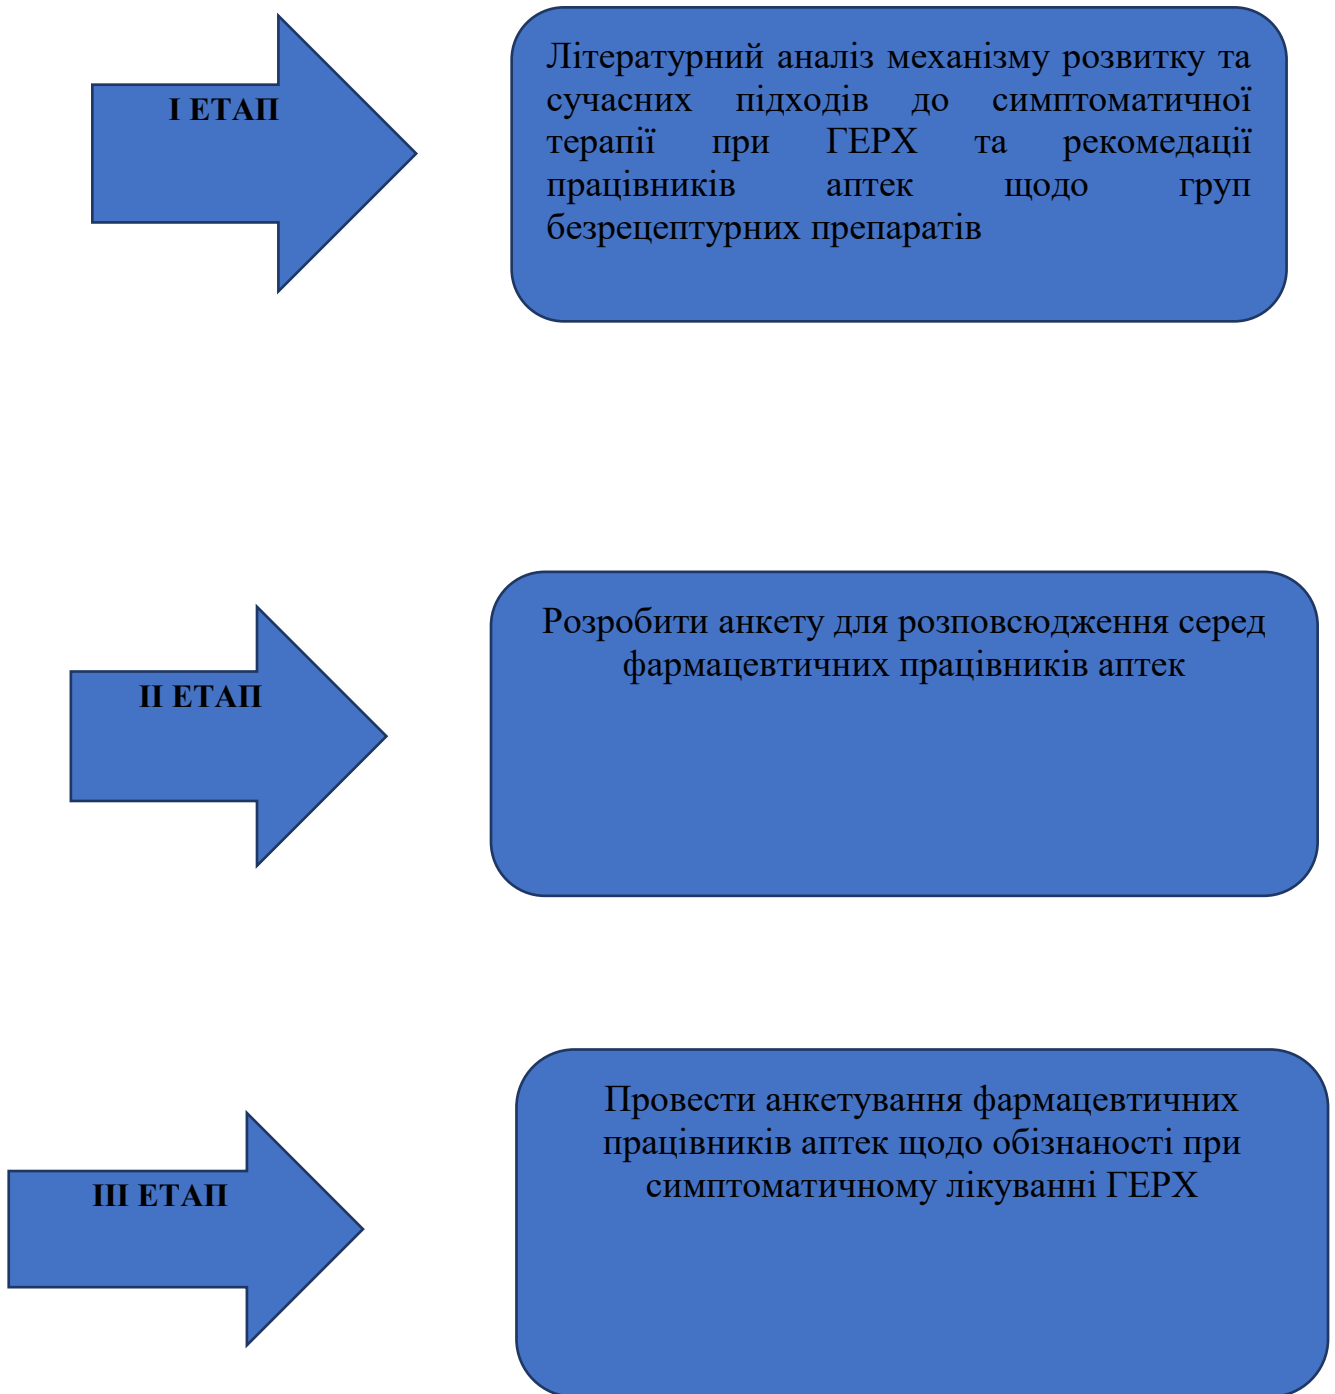 І ЕТАП
Літературний аналіз механізму розвитку та
сучасних підходів до симптоматичної
терапії при ГЕРХ та рекомедації
працівників аптек щодо груп
безрецептурних препаратів
ІІ ЕТАП
Розробити анкету для розповсюдження серед
фармацевтичних працівників аптек
ІІІ ЕТАП
Провести анкетування фармацевтичних
працівників аптек щодо обізнаності при
симптоматичному лікуванні ГЕРХ